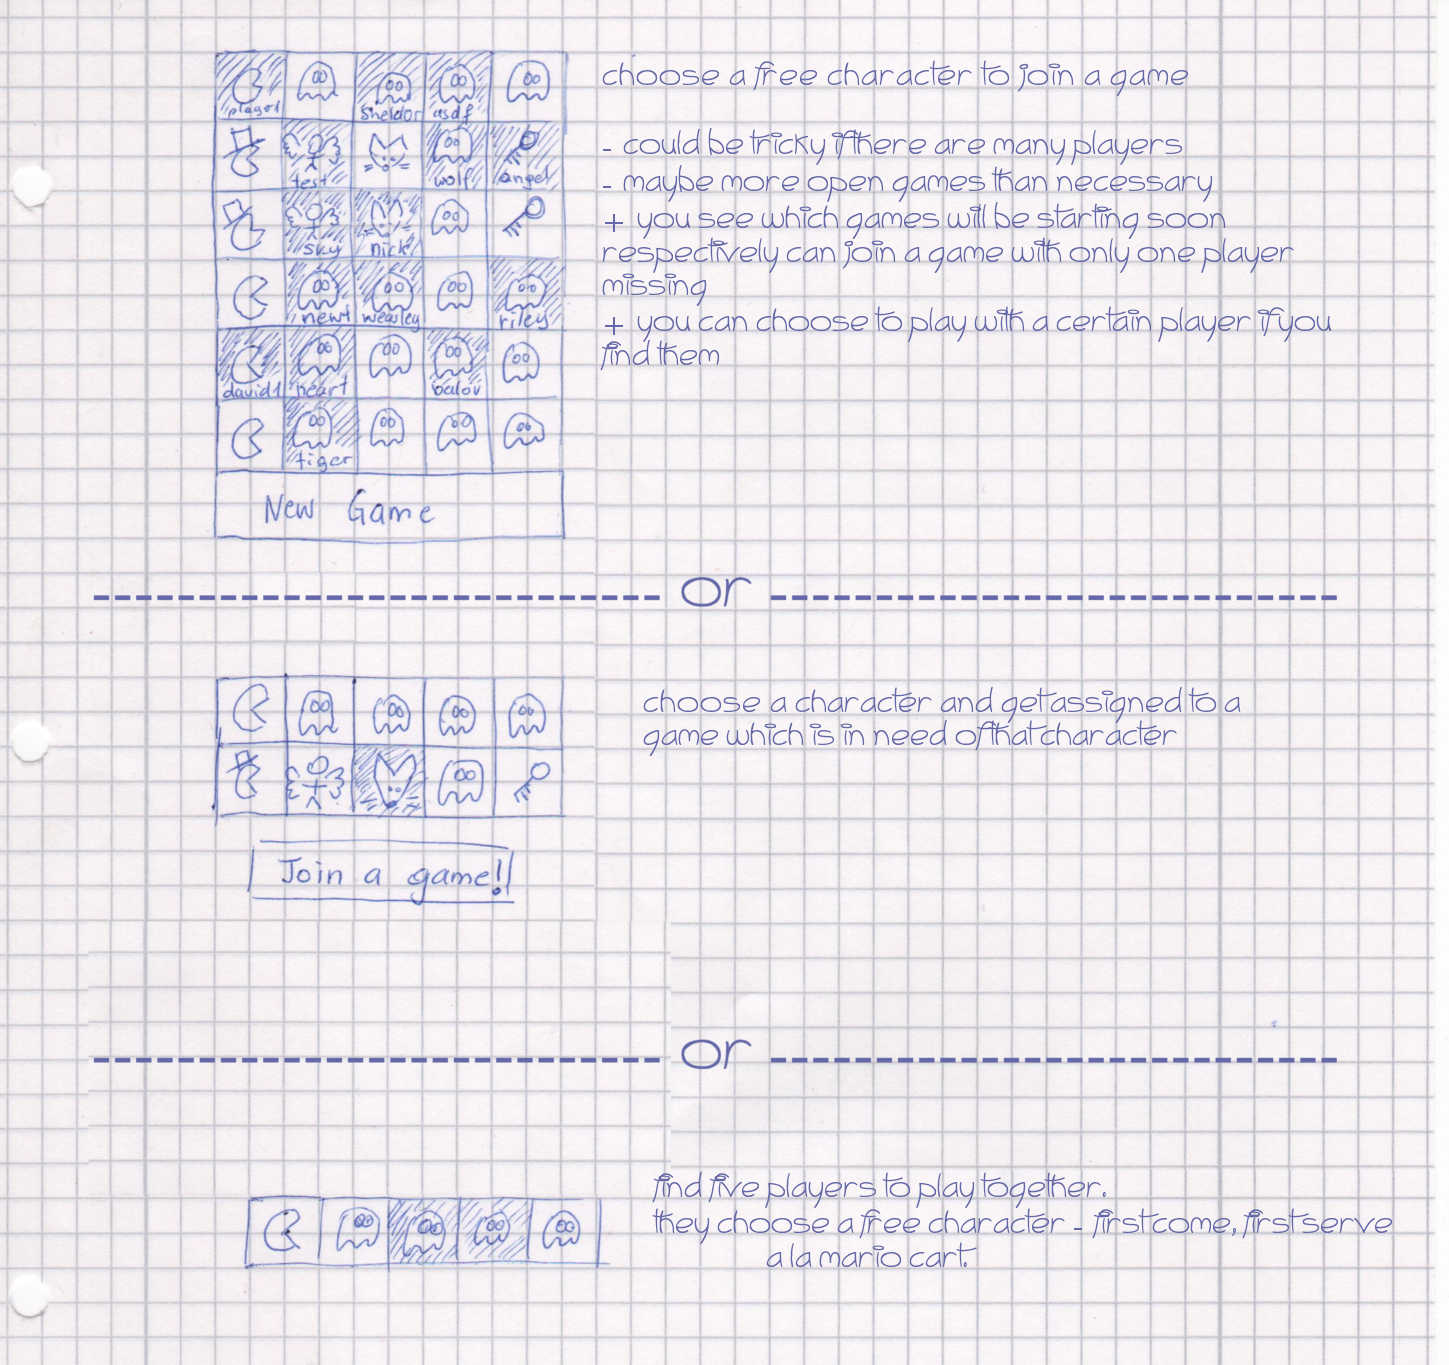 choose a free character to join a game
player1 Sheldor asdf
- could be tricky if there are many players
test wolf angel
- maybe more open games than necessary
+ you see which games will be starting soon
sky nick
respectively can join a game with only one player
missing
newt weasley riley
+ you can choose to play with a certain player if you
find them
david1 heart balou
tiger
New Game
or
choose a character and get assigned to a
game which is in need of that character
Join a game!
or
find five players to play together.
they choose a free character - first come, first serve
a la mario cart.